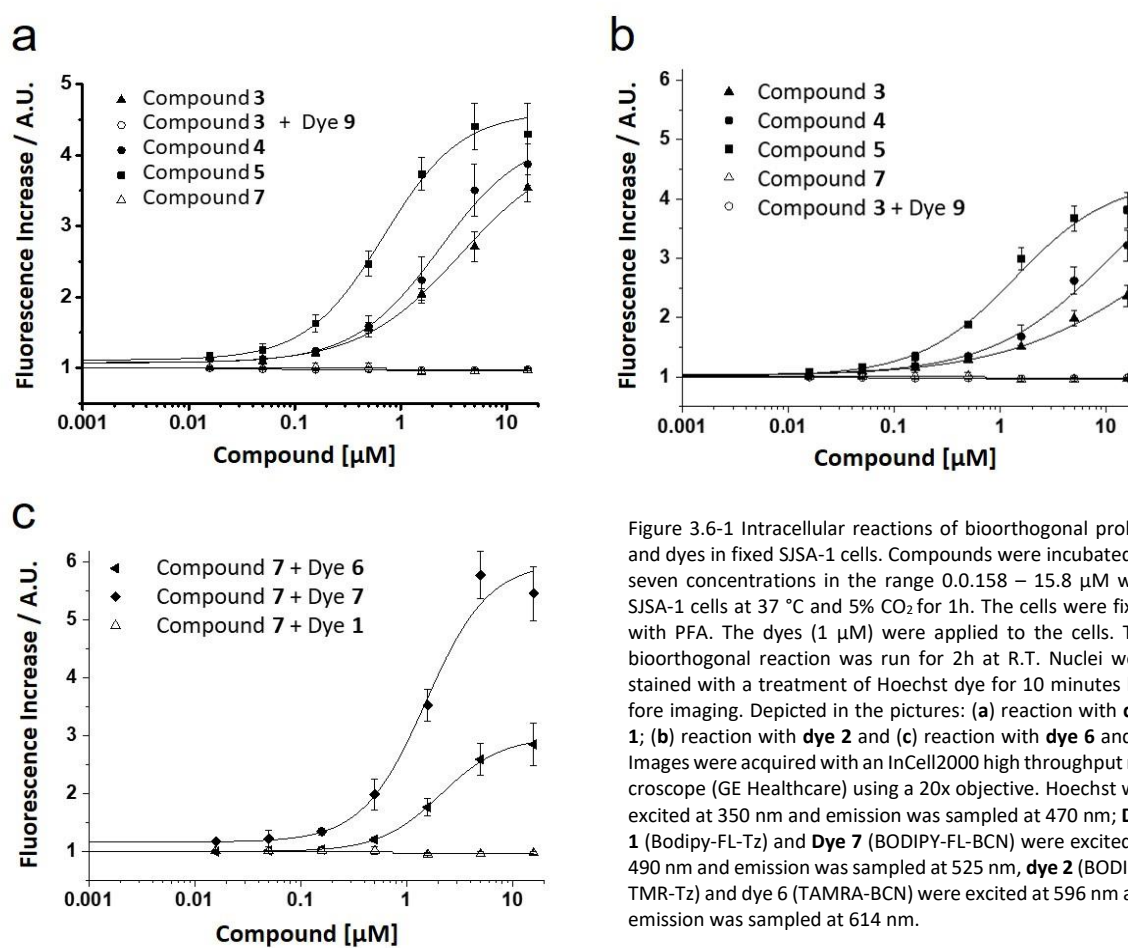 a
5
4
3
2
1
Fluorescence Increase / A.U.
Compound 3
Compound 3 + Dye 9
Compound 4
Compound 5
Compound 7
0.001 0.01 0.1 1 10
Compound [µM]
b
6
5
4
3
2
1
Fluorescence Increase / A.U.
Compound 3
Compound 4
Compound 5
Compound 7
Compound 3 + Dye 9
0.001 0.01 0.1 1 10
Compound [µM]
c
6
5
4
3
2
1
Fluorescence Increase / A.U.
Compound 7 + Dye 6
Compound 7 + Dye 7
Compound 7 + Dye 1
0.001 0.01 0.1 1 10
Compound [µM]
Figure 3.6-1 Intracellular reactions of bioorthogonal
and dyes in fixed SJSA-1 cells. Compounds were incubated
seven concentrations in the range 0.0.158 – 15.8 µM
SJSA-1 cells at 37 °C and 5% CO2 for 1h. The cells were
with PFA. The dyes (1 µM) were applied to the cells.
bioorthogonal reaction was run for 2h at R.T. Nuclei
stained with a treatment of Hoechst dye for 10 minutes
fore imaging. Depicted in the pictures: (a) reaction with
1; (b) reaction with dye 2 and (c) reaction with dye 6 and
Images were acquired with an InCell2000 high throughput
croscope (GE Healthcare) using a 20x objective. Hoechst
excited at 350 nm and emission was sampled at 470 nm;
1 (Bodipy-FL-Tz) and Dye 7 (BODIPY-FL-BCN) were excited
490 nm and emission was sampled at 525 nm, dye 2
TMR-Tz) and dye 6 (TAMRA-BCN) were excited at 596 nm
emission was sampled at 614 nm.